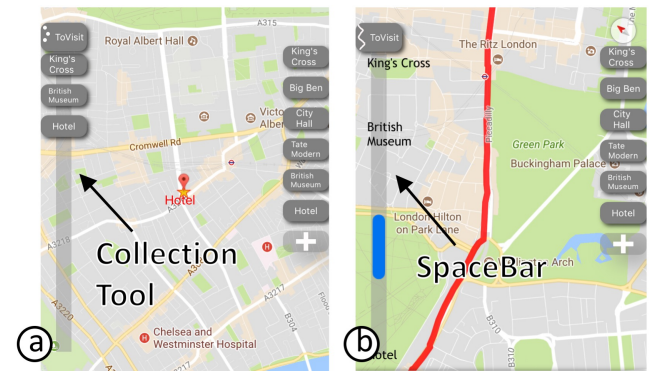 ToVisit
A315
Royal Albert Hall
King's
Cross
King's
Cross
British
Museum
Big Ben
Hotel
City
Hall
Cromwell Rd
Tate
Modern
British
Museum
Hotel
Hotel
A3218
Collection
Tool
A3217
A3220
B304
Chelsea and
Westminster Hospital
a
ToVisit
The Ritz London
King's Cross
King's
Cross
Big Ben
British
Museum
Piccadilly
City
Hall
Green Park
Tate
Modern
Buckingham Palace
British
Museum
London Hilton
on Park Lane
Hotel
SpaceBar
Arch
B310
B310
b